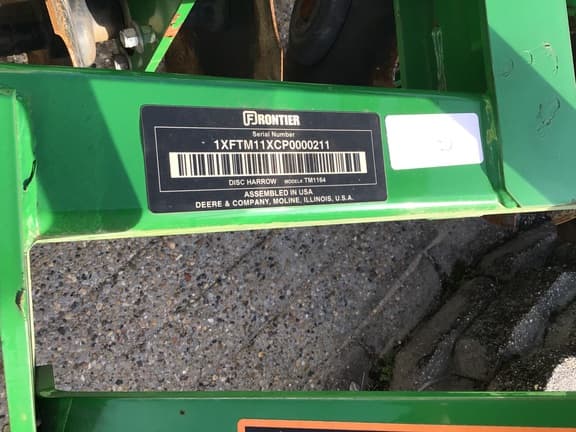 FRONTIER
Serial Number
1XFTM11XCP0000211
DISC HARROW MODEL# TM1164
ASSEMBLED IN USA
DEERE & COMPANY, MOLINE, ILLINOIS, U.S.A.